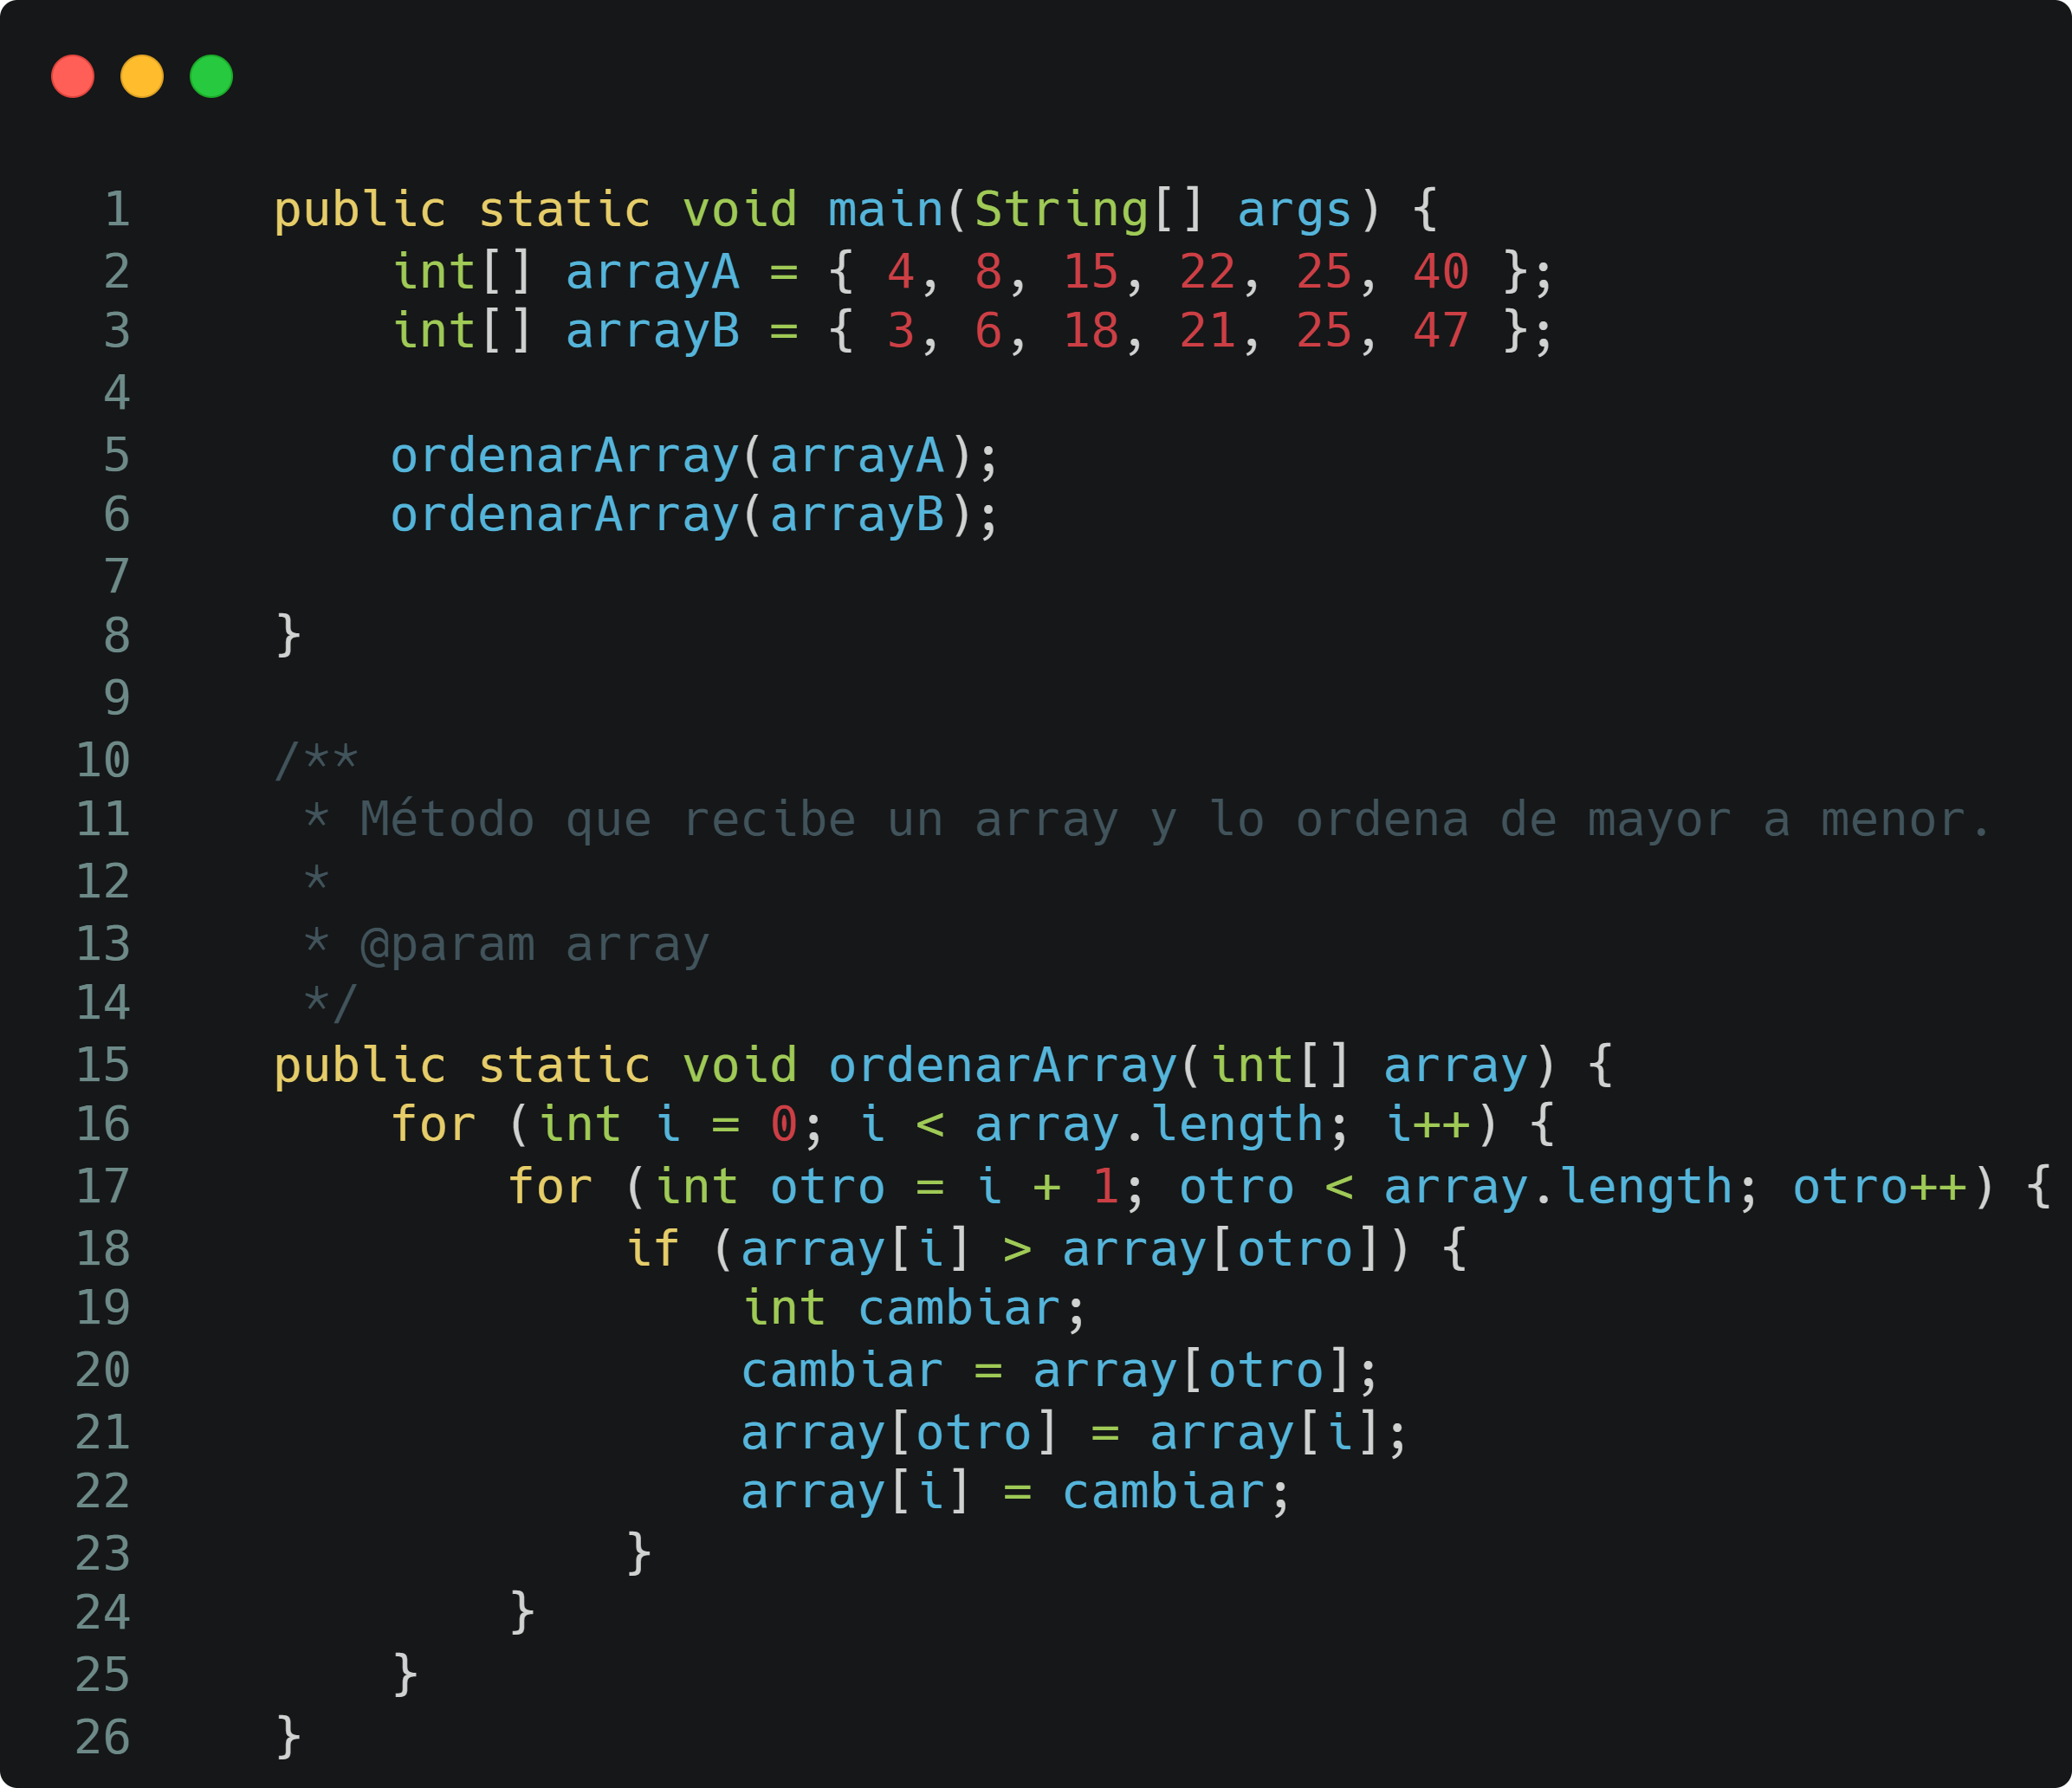 1 public static void main(String[] args) {
2 int[] arrayA = { 4, 8, 15, 22, 25, 40 };
3 int[] arrayB = { 3, 6, 18, 21, 25, 47 };
4
5 ordenarArray(arrayA);
6 ordenarArray(arrayB);
7
8 }
9
10 /**
11 * Método que recibe un array y lo ordena de mayor a menor.
12 *
13 * @param array
14 */
15 public static void ordenarArray(int[] array) {
16 for (int i = 0; i < array.length; i++) {
17 for (int otro = i + 1; otro < array.length; otro++) {
18 if (array[i] > array[otro]) {
19 int cambiar;
20 cambiar = array[otro];
21 array[otro] = array[i];
22 array[i] = cambiar;
23 }
24 }
25 }
26 }